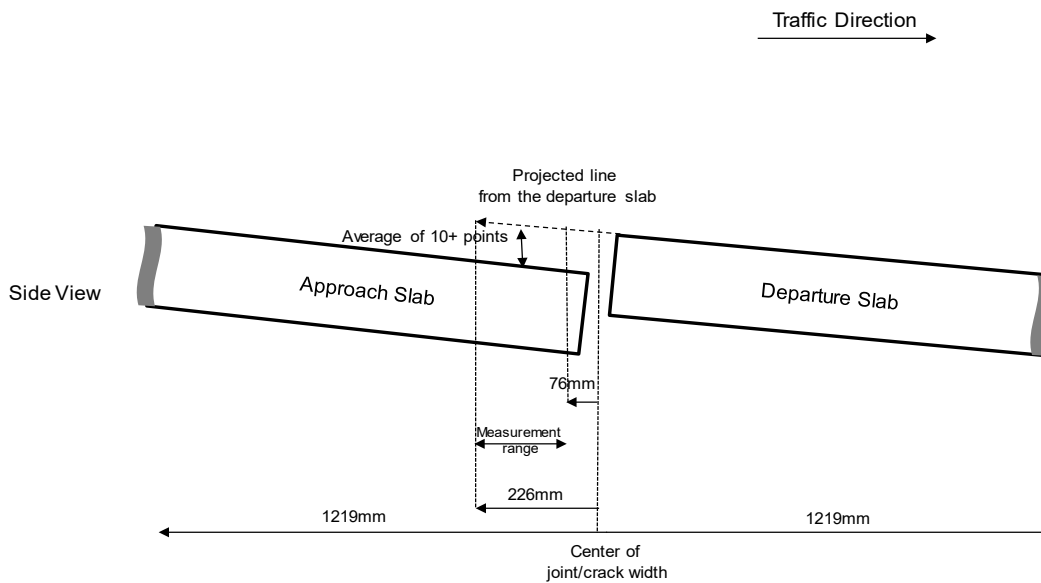 Traffic Direction
Projected line
from the departure slab
Average of 10+ points
Side View
Approach Slab
Departure Slab
76mm
Measurement
range
226mm
1219mm
1219mm
Center of
joint/crack width